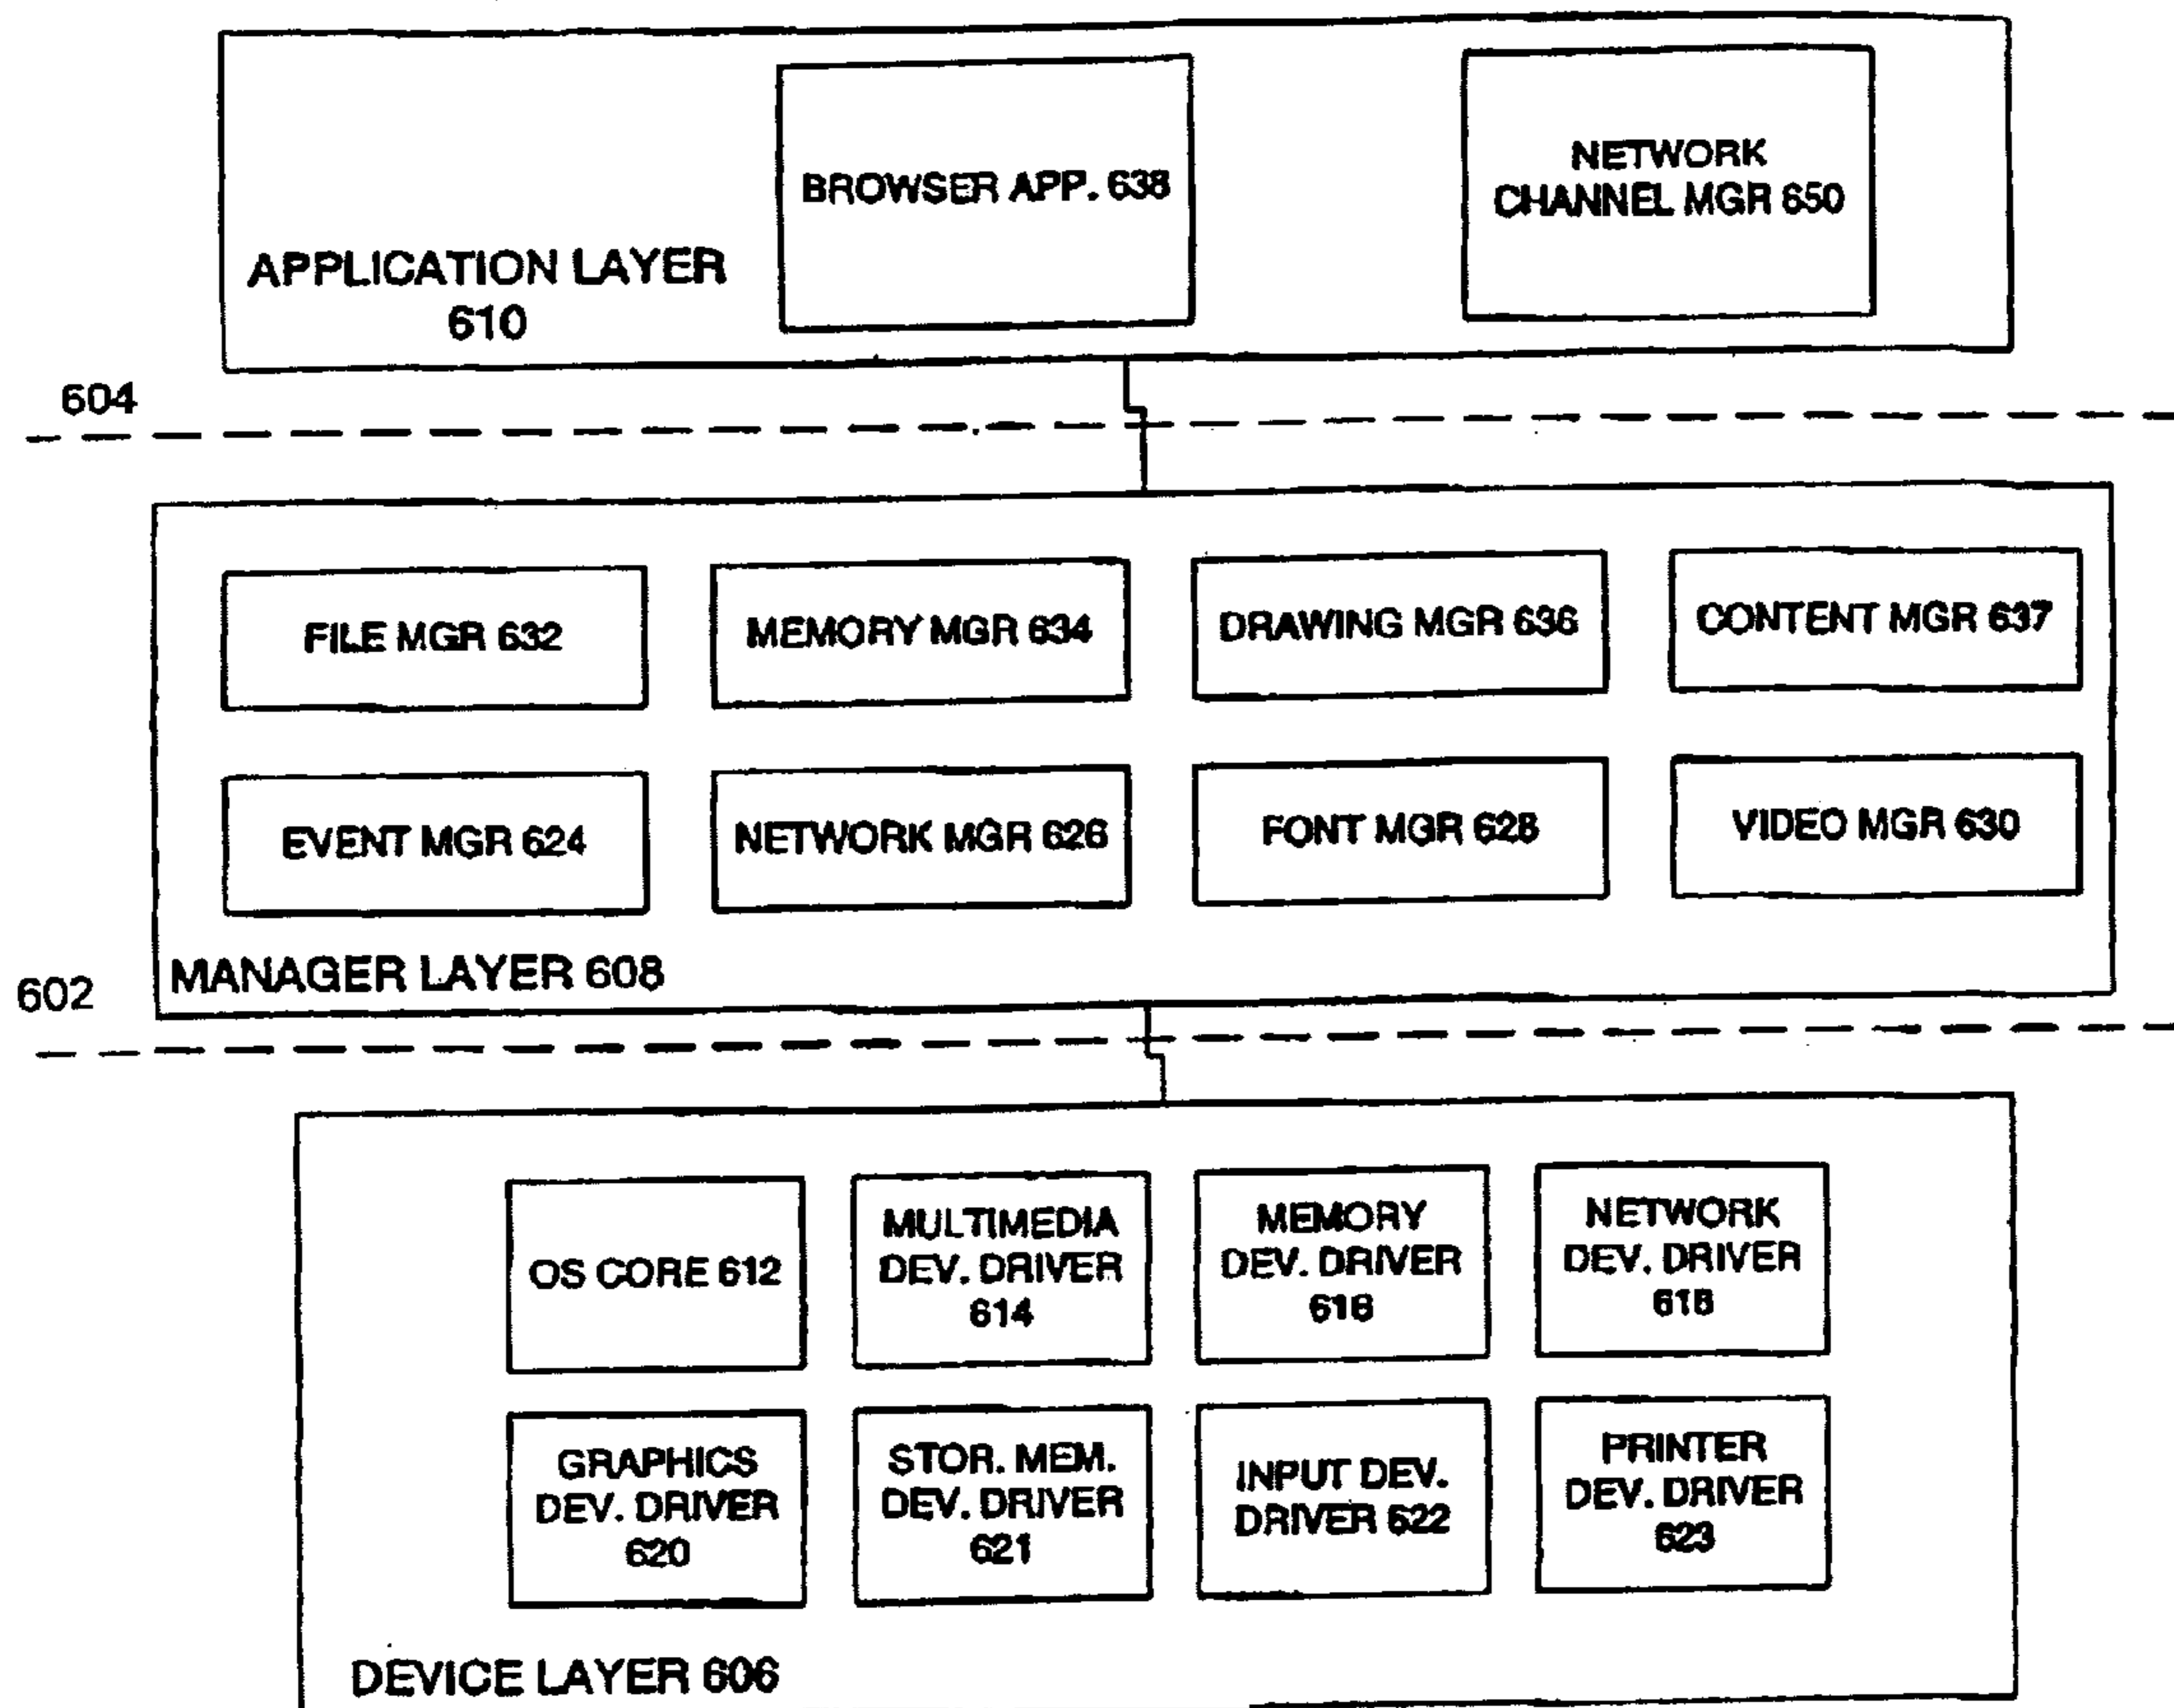 BROWSER APP. 638
NETWORK
CHANNEL MGR 650
APPLICATION LAYER
610
604
FILE MGR 632
MEMORY MGR 634
DRAWING MGR 636
CONTENT MGR 637
EVENT MGR 624
NETWORK MGR 626
FONT MGR 628
VIDEO MGR 630
MANAGER LAYER 608
602
OS CORE 612
MULTIMEDIA
DEV. DRIVER
614
MEMORY
DEV. DRIVER
616
NETWORK
DEV. DRIVER
618
GRAPHICS
DEV. DRIVER
620
STOR. MEM.
DEV. DRIVER
621
INPUT DEV.
DRIVER 622
PRINTER
DEV. DRIVER
623
DEVICE LAYER 606